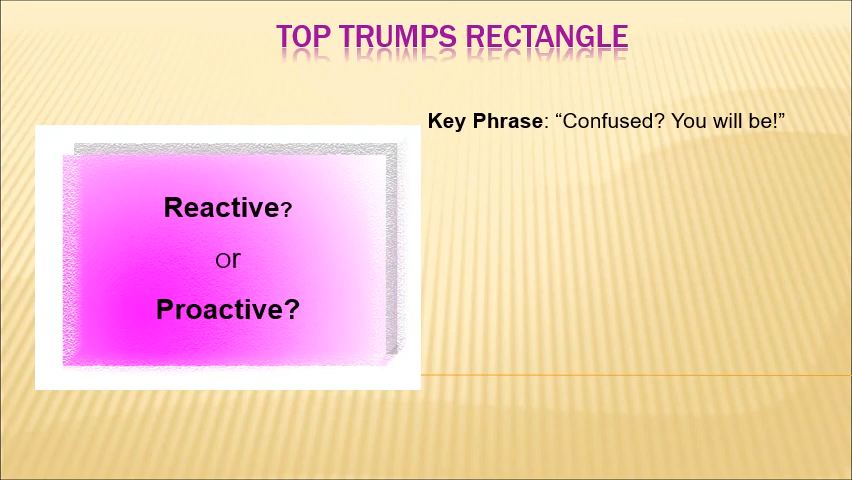 TOP TRUMPS RECTANGLE
Key Phrase: “Confused? You will be!”
Reactive?
or
Proactive?